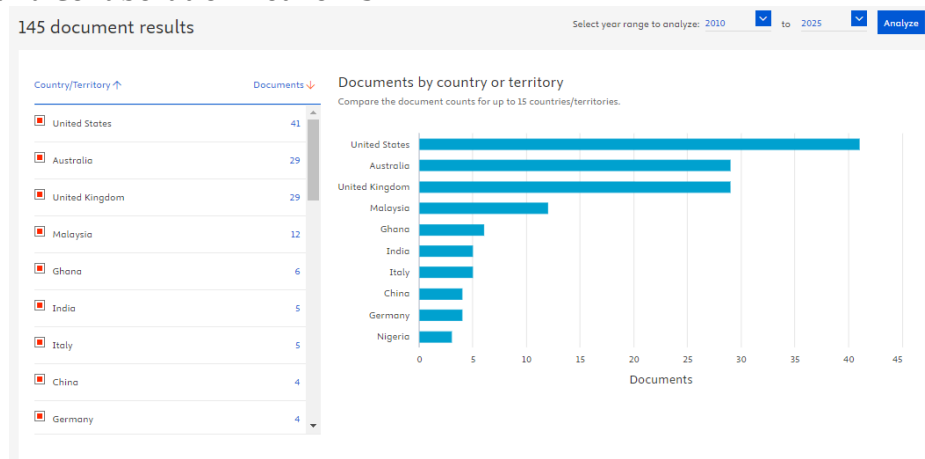 145 document results
Select year range to analyze: 2010 to 2025 Analyze
Country/Territory Documents
United States 41
Australia 29
United Kingdom 29
Malaysia 12
Ghana 6
India 5
Italy 5
China 4
Germany 4
Documents by country or territory
Compare the document counts for up to 15 countries/territories.
United States
Australia
United Kingdom
Malaysia
Ghana
India
Italy
China
Germany
Nigeria
0 5 10 15 20 25 30 35 40 45
Documents